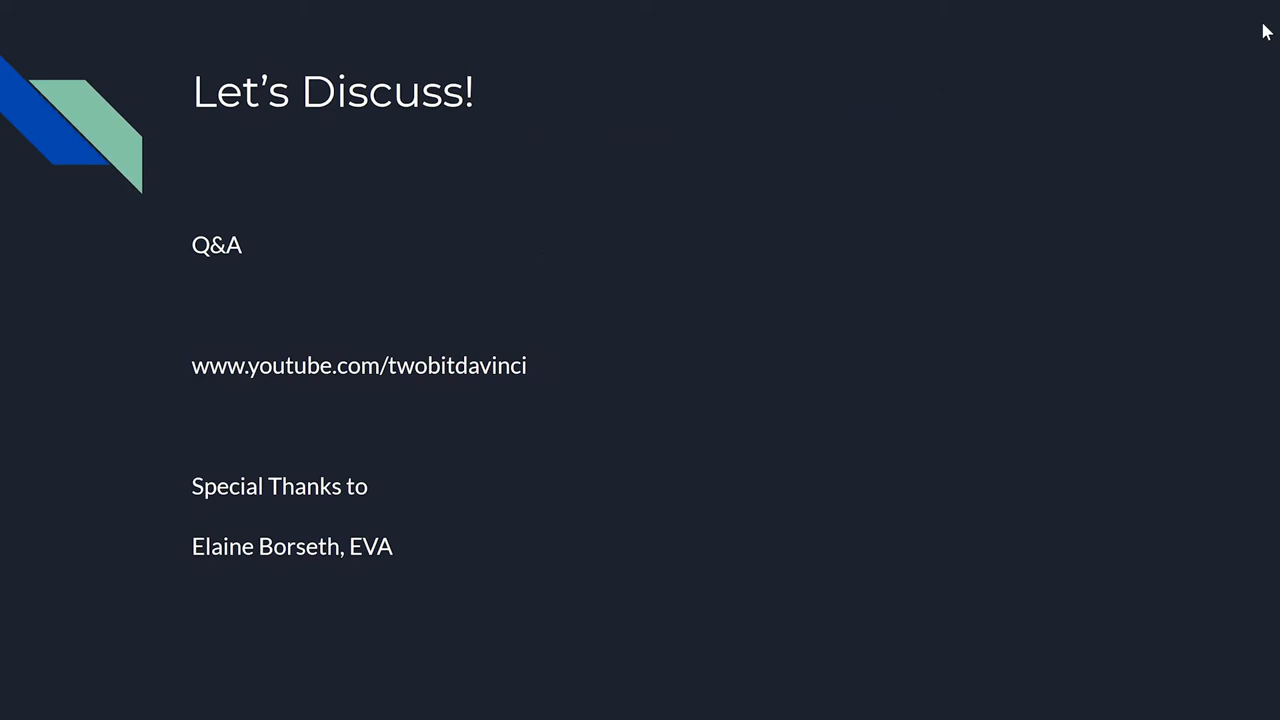 Let’s Discuss!
Q&A
www.youtube.com/twobitdavinci
Special Thanks to
Elaine Borseth, EVA